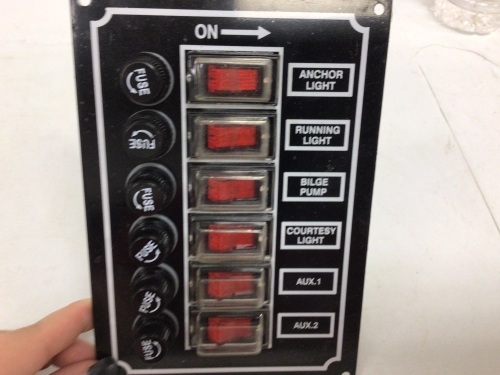 ON
FUSE
ANCHOR
LIGHT
FUSE
RUNNING
LIGHT
FUSE
BILGE
PUMP
FUSE
COURTESY
LIGHT
FUSE
AUX.1
FUSE
AUX.2